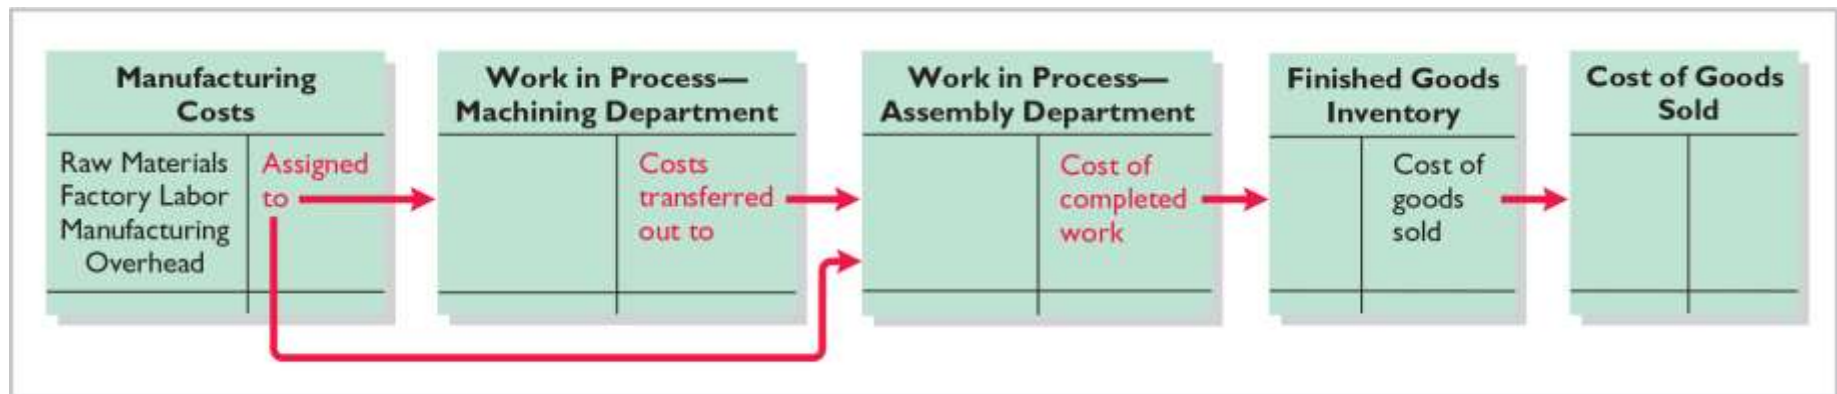 Manufacturing
Costs
Raw Materials
Factory Labor
Manufacturing
Overhead
Assigned
to
Work in Process—
Machining Department
Costs
transferred
out to
Work in Process—
Assembly Department
Cost of
completed
work
Finished Goods
Inventory
Cost of
goods
sold
Cost of Goods
Sold